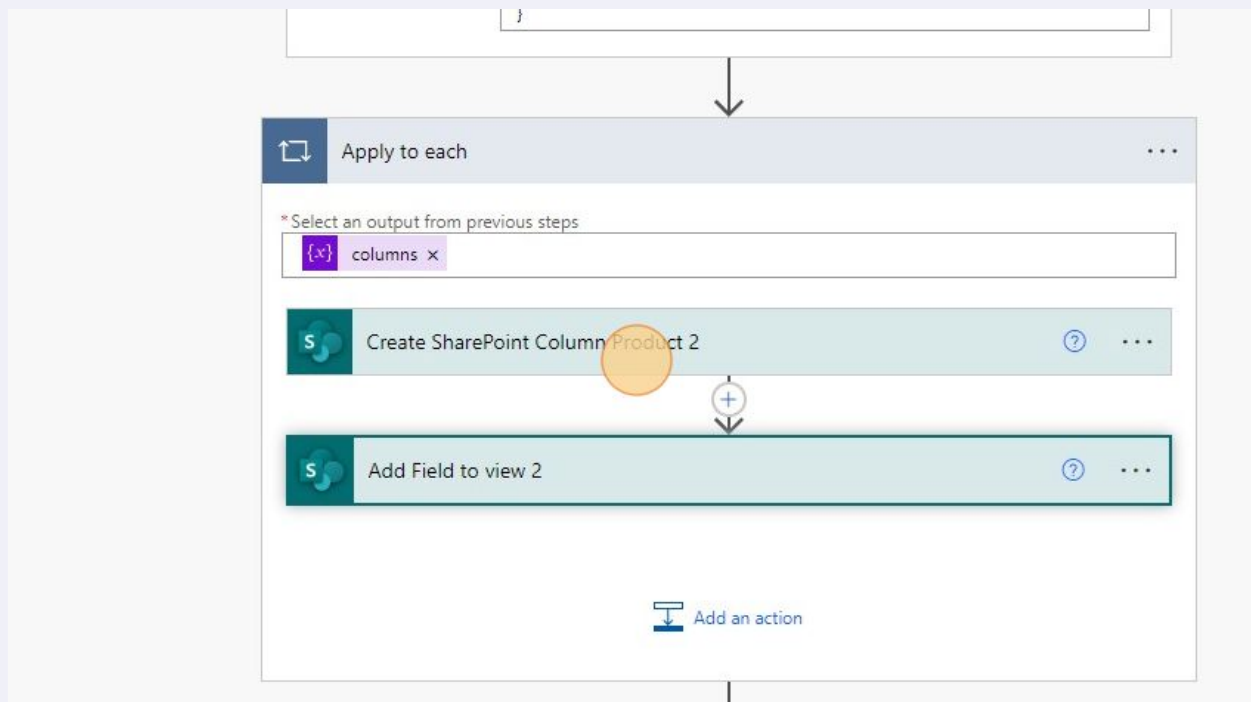 }
Apply to each
...
* Select an output from previous steps
{x} columns ×
S Create SharePoint Column Product 2 ? ...
+
S Add Field to view 2 ? ...
Add an action